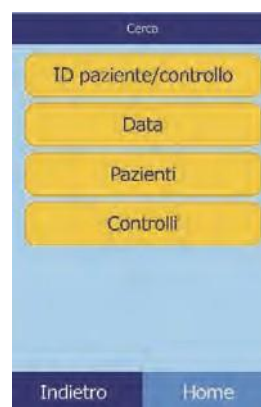 Cerca
ID paziente/controllo
Data
Pazienti
Controlli
Indietro Home